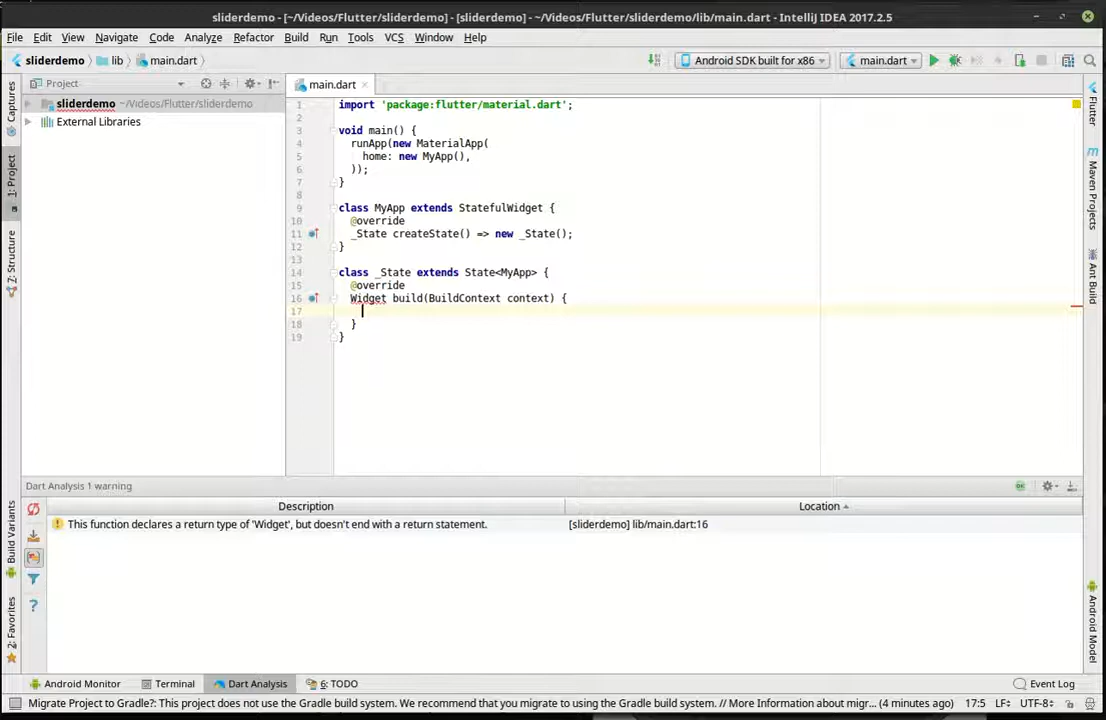 sliderdemo - [~/Videos/Flutter/sliderdemo] - [sliderdemo] - ~/Videos/Flutter/sliderdemo/lib/main.dart - IntelliJ IDEA 2017.2.5
File Edit View Navigate Code Analyze Refactor Build Run Tools VCS Window Help
sliderdemo lib main.dart Android SDK built for x86 main.dart
Project
main.dart
sliderdemo ~/Videos/Flutter/sliderdemo
External Libraries
Captures
1: Project
7: Structure
Build Variants
2: Favorites
1 import 'package:flutter/material.dart';
2
3 void main() {
4 runApp(new MaterialApp(
5 home: new MyApp(),
6 ));
7 }
8
9 class MyApp extends StatefulWidget {
10 @override
11 _State createState() => new _State();
12 }
13
14 class _State extends State<MyApp> {
15 @override
16 Widget build(BuildContext context) {
17
18 }
19 }
Flutter
Maven Projects
Ant Build
Android Model
Dart Analysis 1 warning
Description Location
This function declares a return type of 'Widget', but doesn't end with a return statement. [sliderdemo] lib/main.dart:16
Android Monitor Terminal Dart Analysis 6: TODO Event Log
Migrate Project to Gradle?: This project does not use the Gradle build system. We recommend that you migrate to using the Gradle build system. // More Information about migr... (4 minutes ago) 17:5 LF÷ UTF-8÷